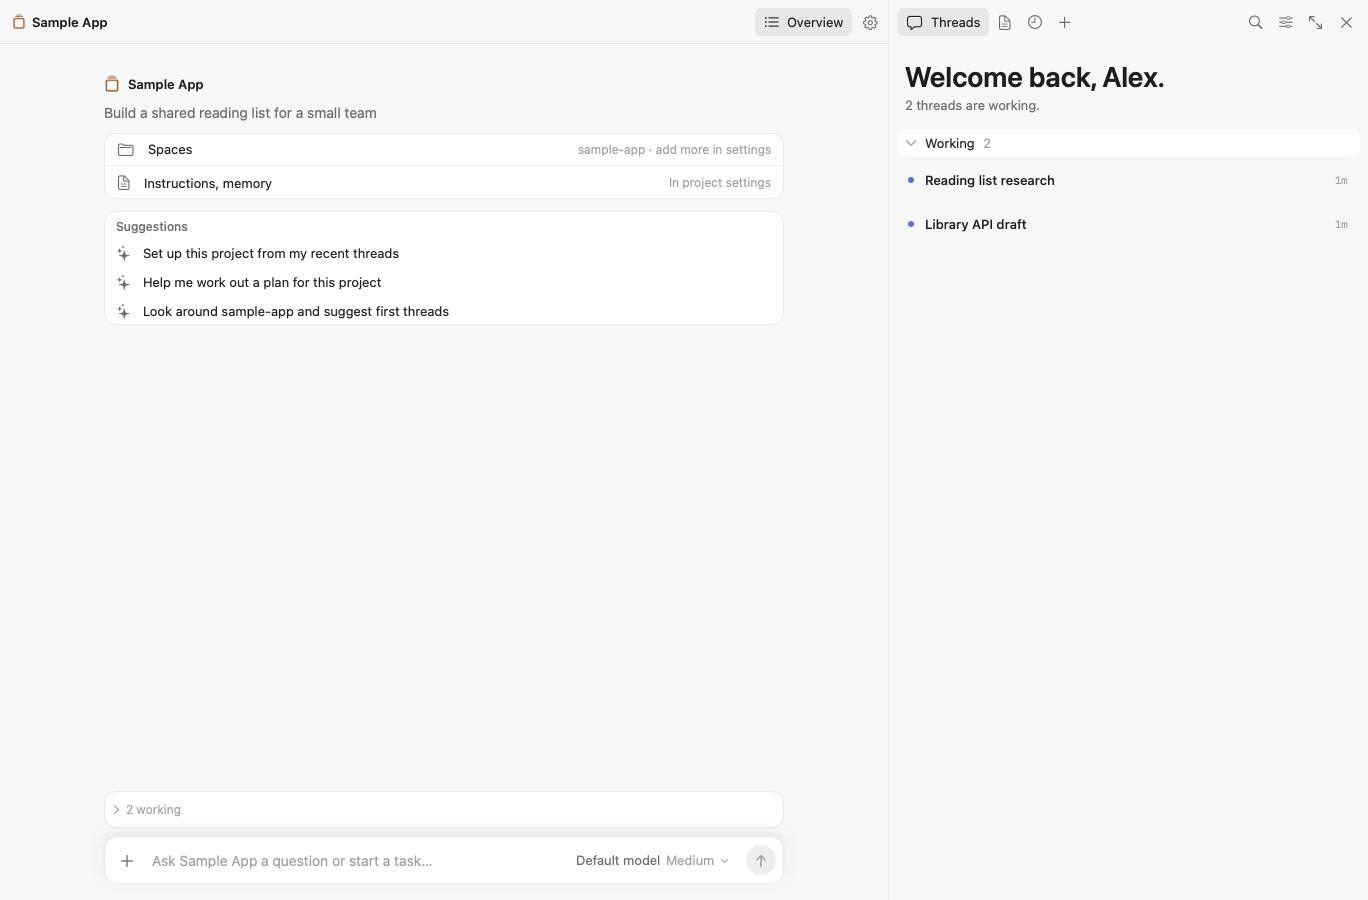 Sample App
Overview
Sample App
Build a shared reading list for a small team
Spaces
sample-app · add more in settings
Instructions, memory
In project settings
Suggestions
Set up this project from my recent threads
Help me work out a plan for this project
Look around sample-app and suggest first threads
2 working
Ask Sample App a question or start a task…
Default model Medium
Threads
Welcome back, Alex.
2 threads are working.
Working 2
Reading list research 1m
Library API draft 1m